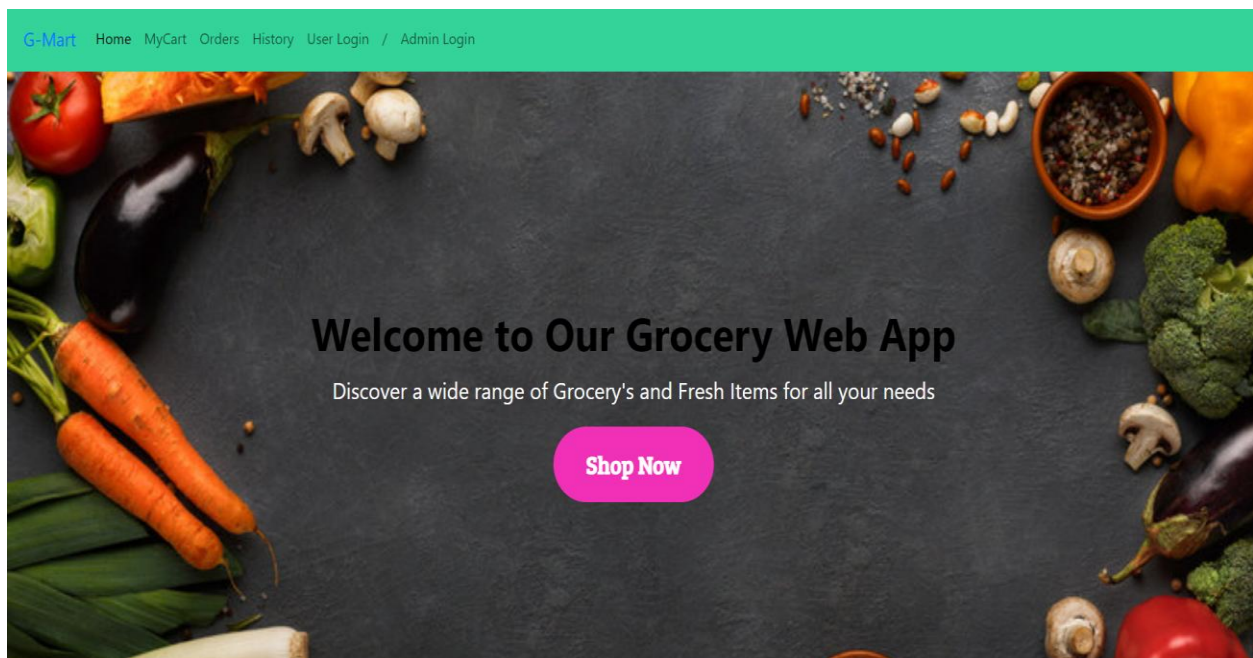 G-Mart Home MyCart Orders History User Login / Admin Login
Welcome to Our Grocery Web App
Discover a wide range of Grocery's and Fresh Items for all your needs
Shop Now